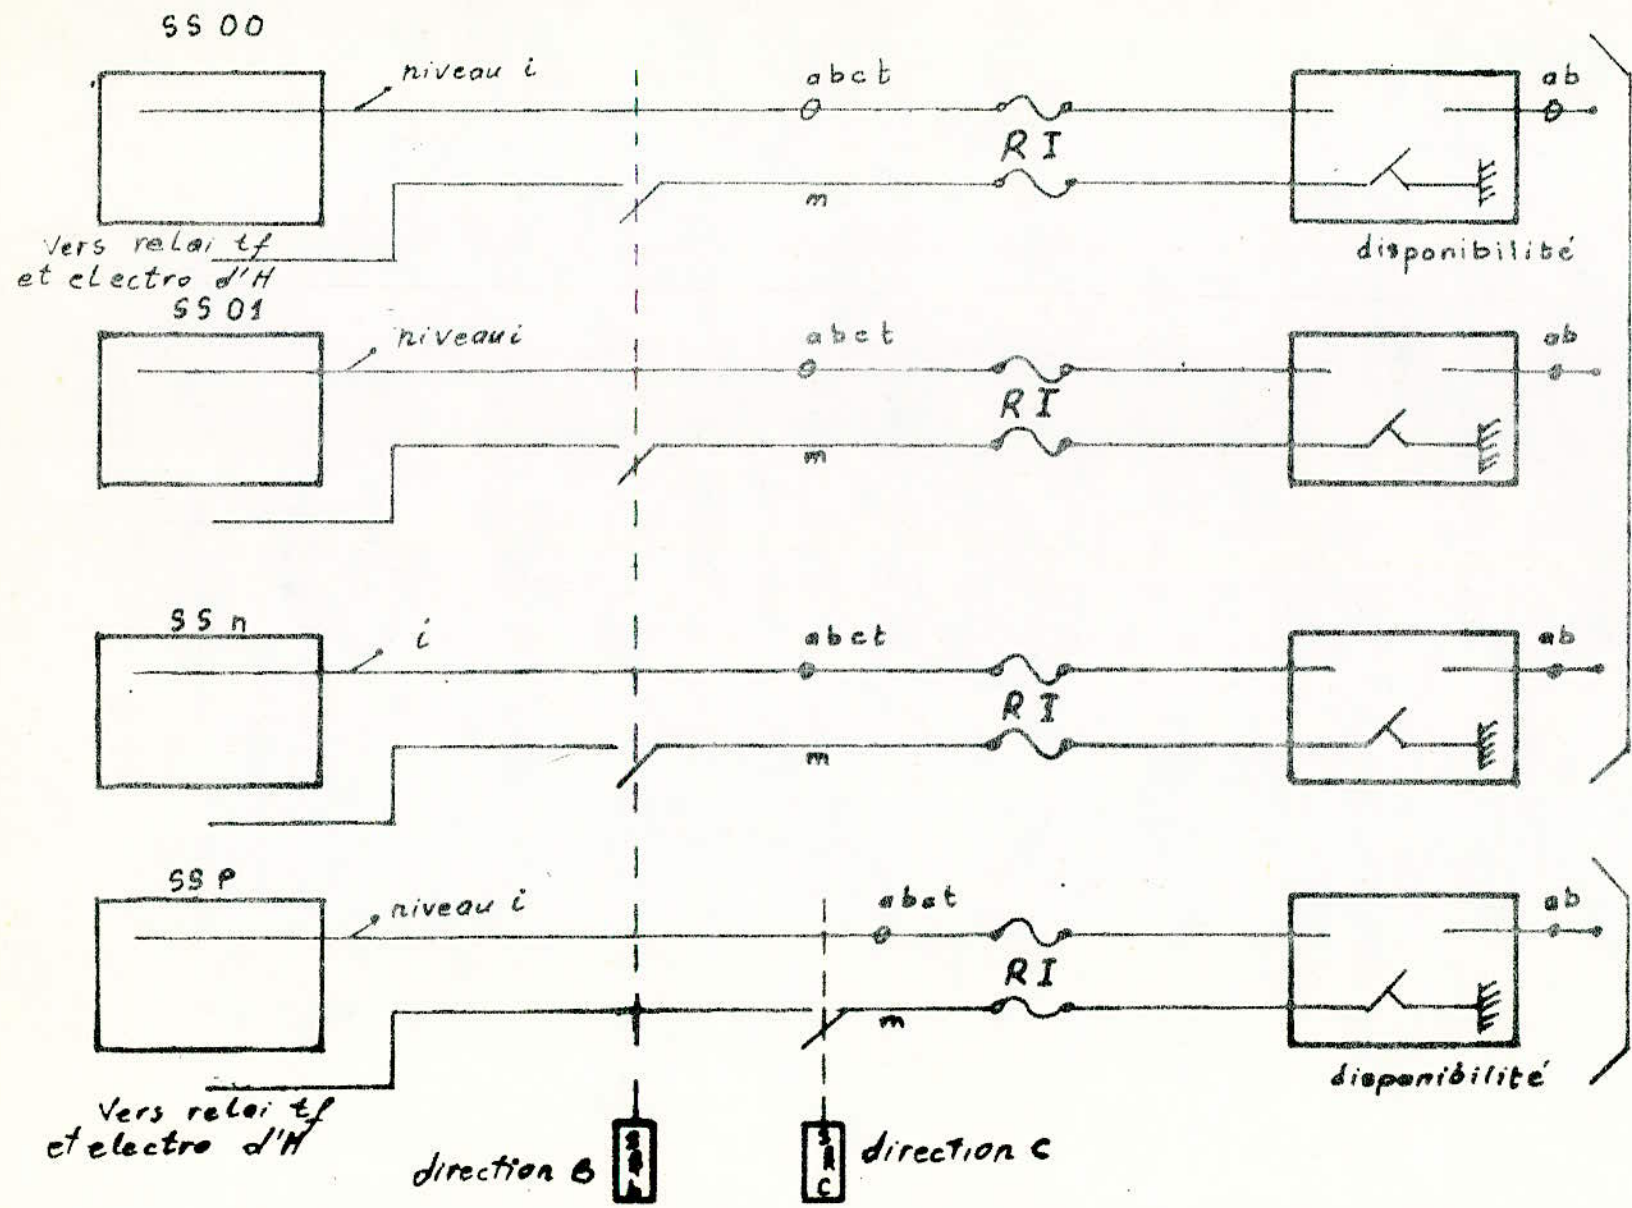 SS 00
niveau i
abct
ab
RI
m
Vers relai tf
et electro d'H
disponibilité
SS 01
niveau i
abct
ab
RI
m
SS n
i
abct
ab
RI
m
SS P
niveau i
abct
ab
RI
m
disponibilité
Vers relai tf
et electro d'H
direction B
direction C